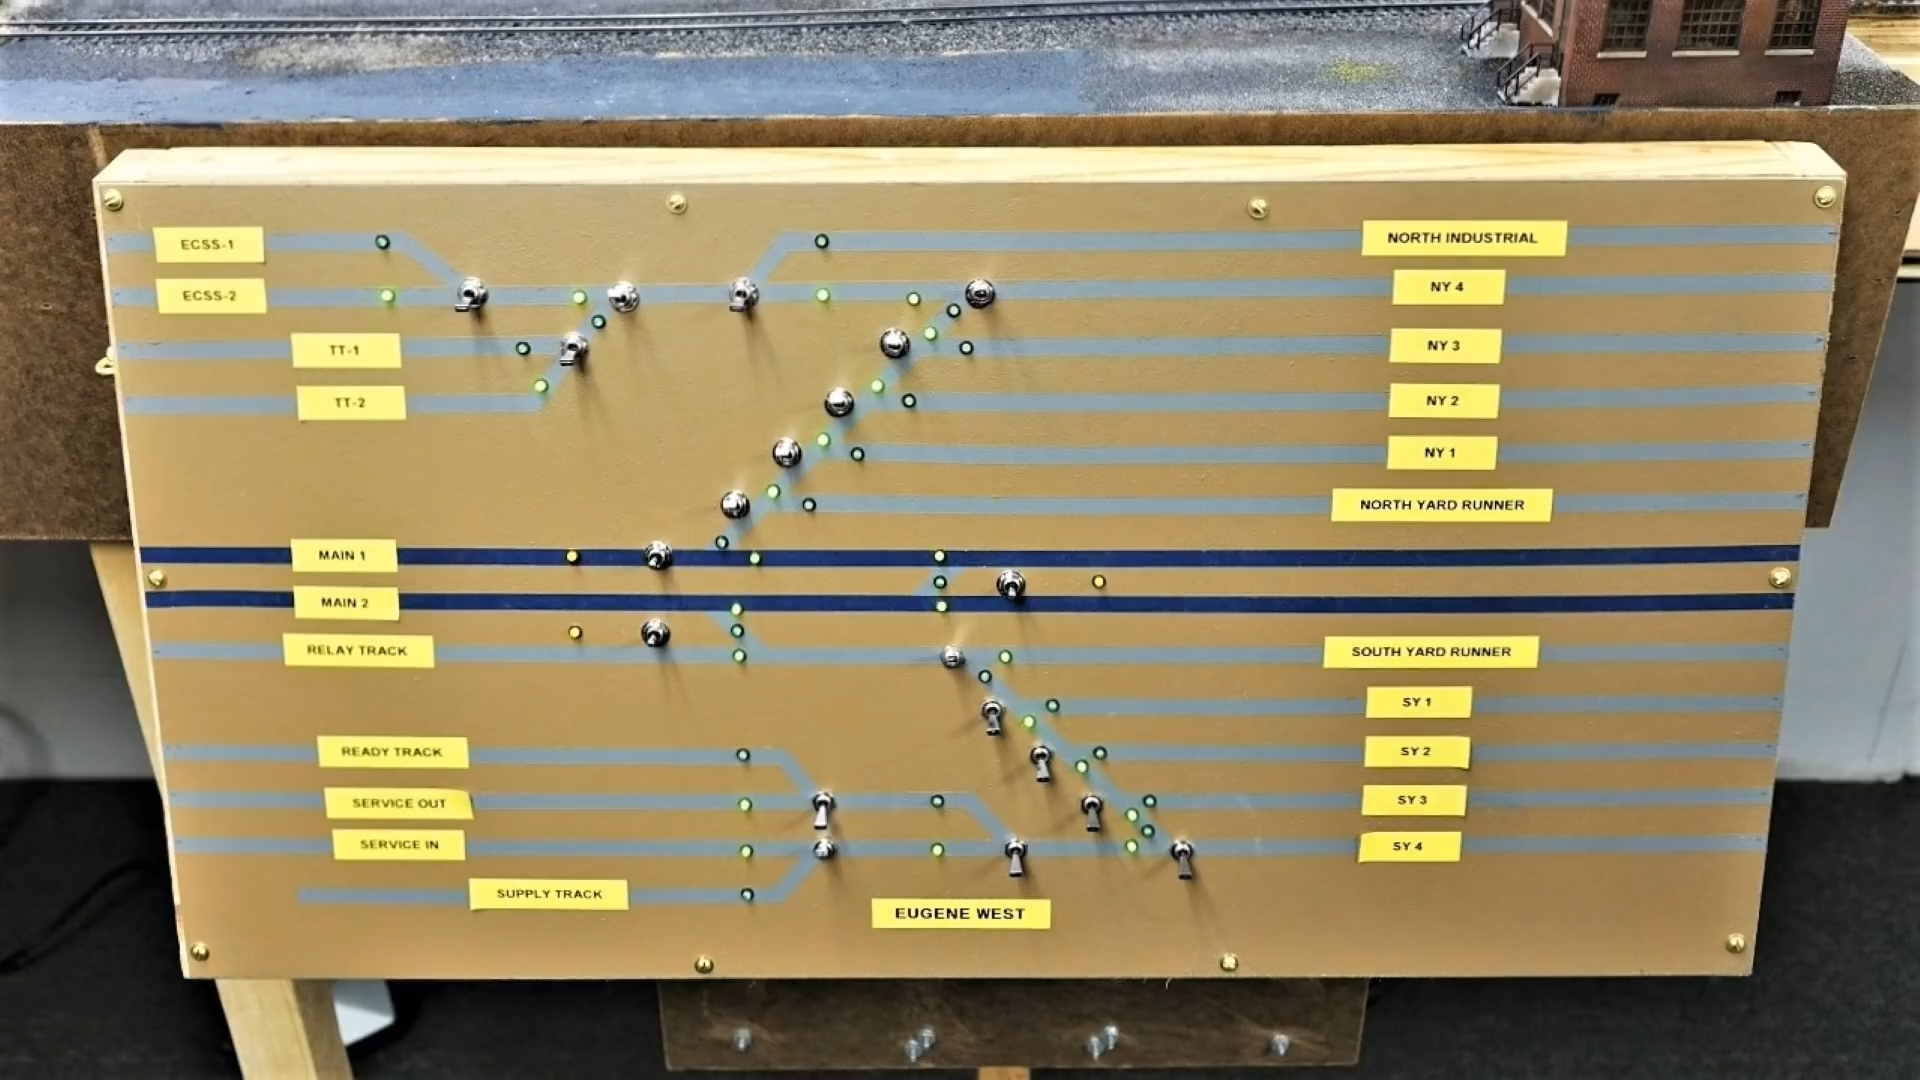 ECSS-1
NORTH INDUSTRIAL
ECSS-2
NY 4
TT-1
NY 3
TT-2
NY 2
NY 1
NORTH YARD RUNNER
MAIN 1
MAIN 2
RELAY TRACK
SOUTH YARD RUNNER
SY 1
READY TRACK
SY 2
SERVICE OUT
SY 3
SERVICE IN
SY 4
SUPPLY TRACK
EUGENE WEST